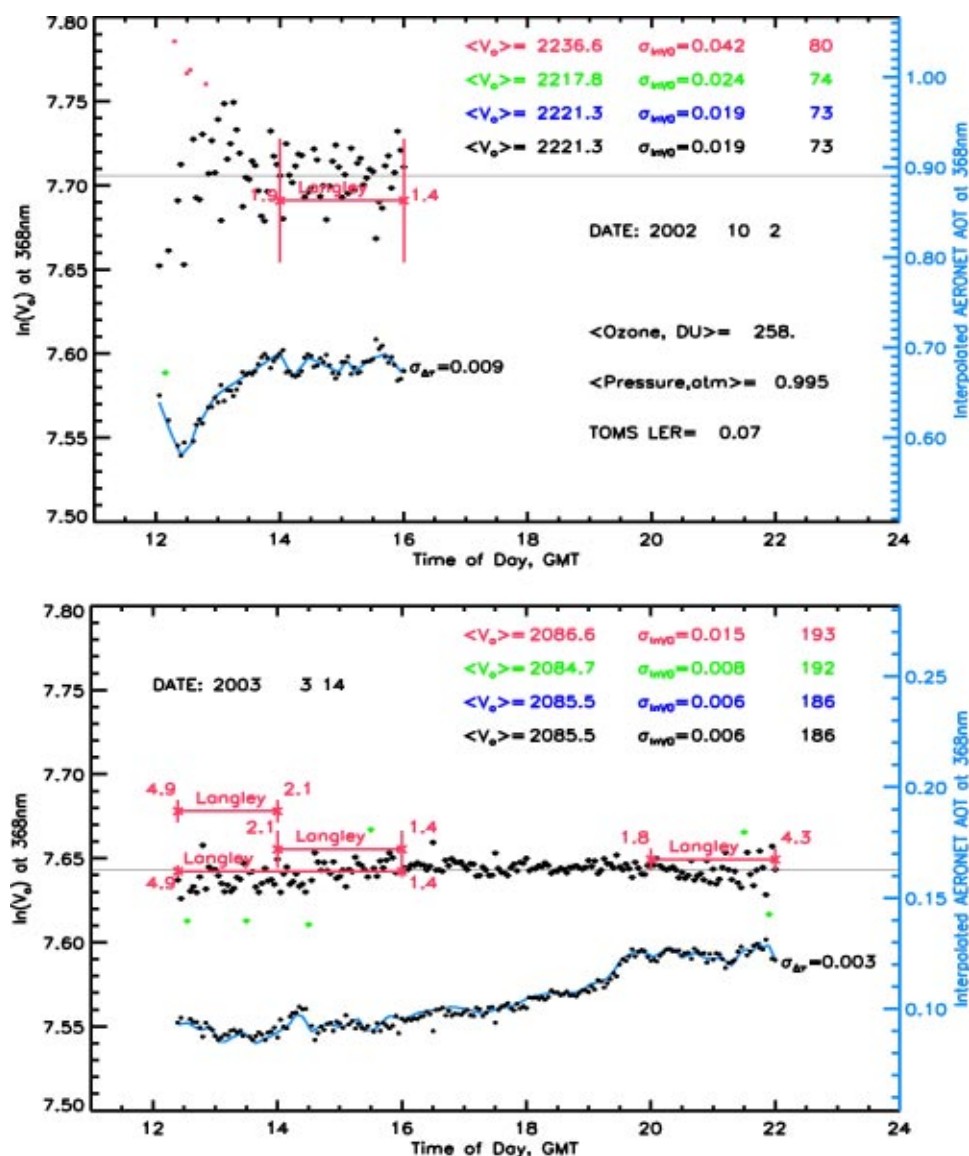 <V₀>= 2236.6 σlnV0=0.042 80
<V₀>= 2217.8 σlnV0=0.024 74
<V₀>= 2221.3 σlnV0=0.019 73
<V₀>= 2221.3 σlnV0=0.019 73
7.80
7.75
7.70
7.65
7.60
7.55
7.50
ln(V₀) at 368nm
1.9 Langley 1.4
DATE: 2002 10 2
<Ozone, DU>= 258.
<Pressure,atm>= 0.995
TOMS LER= 0.07
σΔτ=0.009
1.00
0.90
0.80
0.70
0.60
Interpolated AERONET AOT at 368nm
12 14 16 18 20 22 24
Time of Day, GMT
<V₀>= 2086.6 σlnV0=0.015 193
<V₀>= 2084.7 σlnV0=0.008 192
<V₀>= 2085.5 σlnV0=0.006 186
<V₀>= 2085.5 σlnV0=0.006 186
DATE: 2003 3 14
7.80
7.75
7.70
7.65
7.60
7.55
7.50
ln(V₀) at 368nm
4.9 Langley 2.1
2.1 Langley 1.4
4.9 Langley 1.4
1.8 Langley 4.3
σΔτ=0.003
0.25
0.20
0.15
0.10
Interpolated AERONET AOT at 368nm
12 14 16 18 20 22 24
Time of Day, GMT